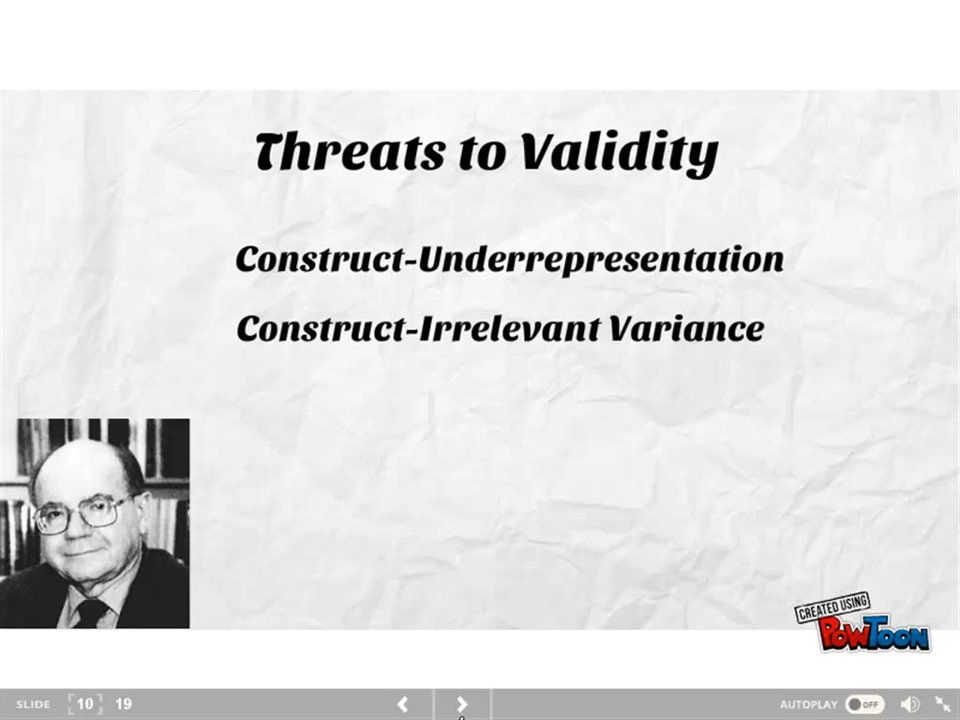 Threats to Validity
Construct-Underrepresentation
Construct-Irrelevant Variance
CREATED USING
POWTOON
SLIDE 10 19
AUTOPLAY OFF